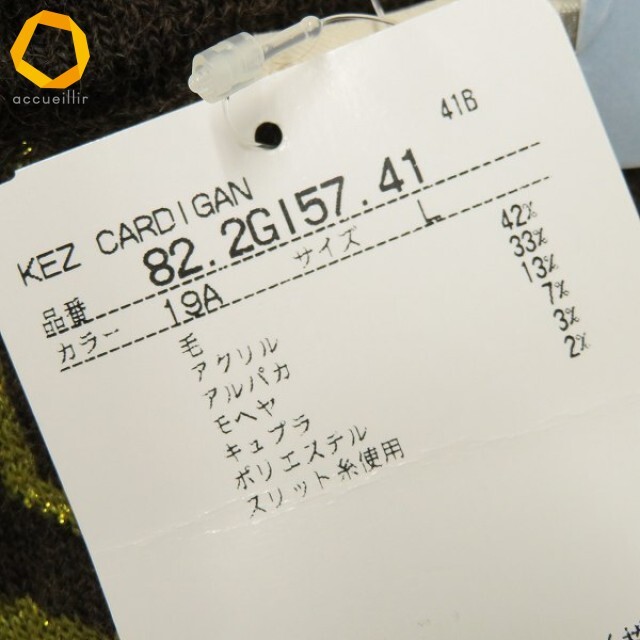 accueillir
41B
KEZ CARDIGAN
品番 82.2GI57.41
カラー 19A サイズ L
毛 42%
アクリル 33%
アルパカ 13%
モヘヤ 7%
キュプラ 3%
ポリエステル 2%
スリット糸使用